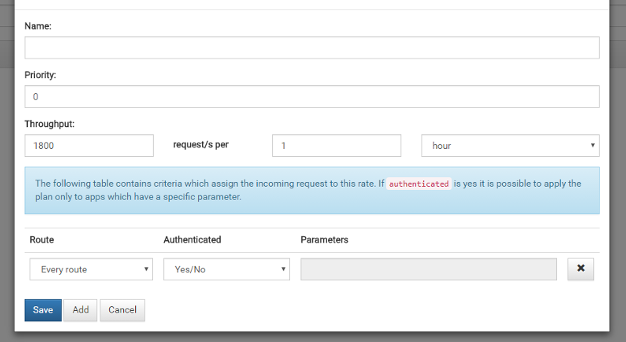 Name:
Priority:
0
Throughput:
1800 request/s per 1 hour
The following table contains criteria which assign the incoming request to this rate. If authenticated is yes it is possible to apply the
plan only to apps which have a specific parameter.
Route Authenticated Parameters
Every route Yes/No
Save Add Cancel